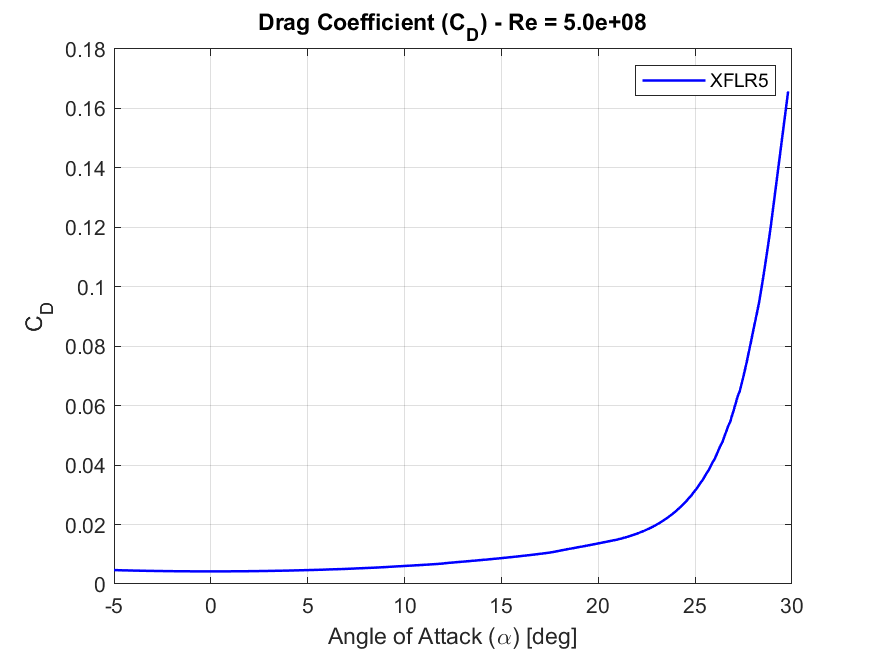 Drag Coefficient (C_D) - Re = 5.0e+08
XFLR5
0.18
0.16
0.14
0.12
0.1
0.08
0.06
0.04
0.02
0
C_D
-5 0 5 10 15 20 25 30
Angle of Attack (α) [deg]